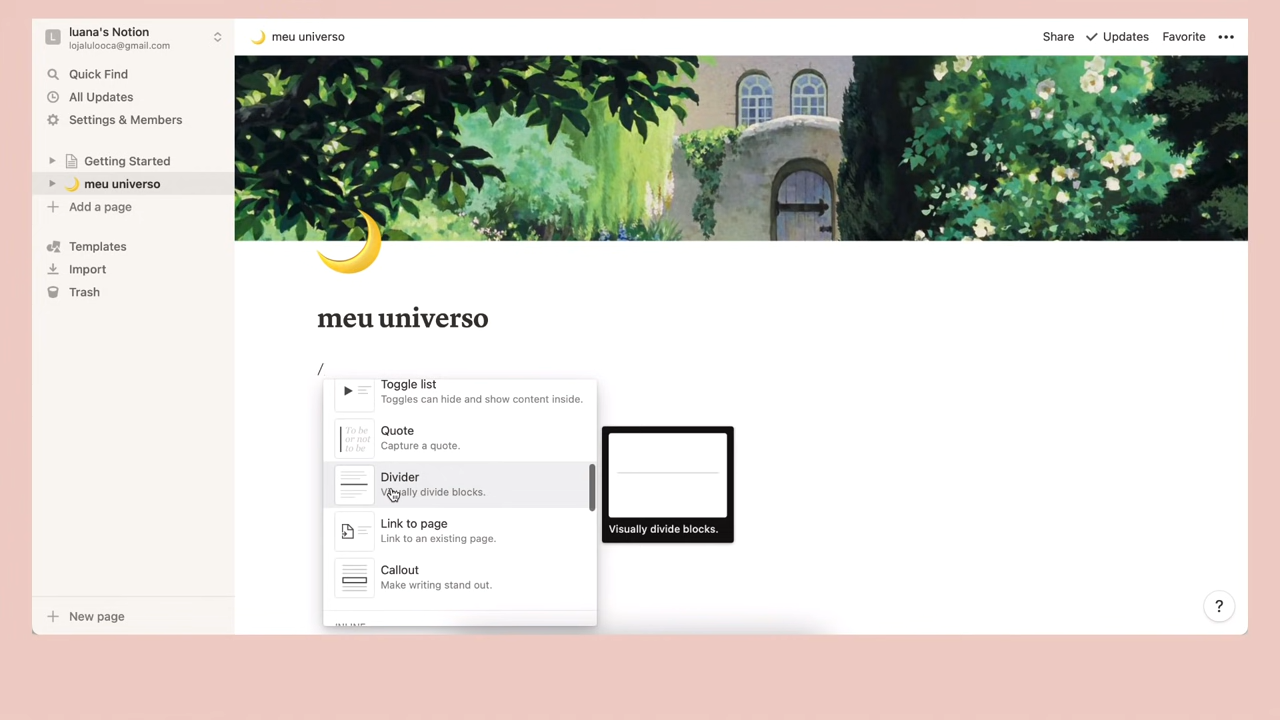 L
luana's Notion
lojalulooca@gmail.com
Quick Find
All Updates
Settings & Members
Getting Started
meu universo
Add a page
Templates
Import
Trash
New page
meu universo
Share
Updates
Favorite
meu universo
/
Toggle list
Toggles can hide and show content inside.
To be
or not
to be
Quote
Capture a quote.
Divider
Visually divide blocks.
Link to page
Link to an existing page.
Callout
Make writing stand out.
INLINE
Visually divide blocks.
?